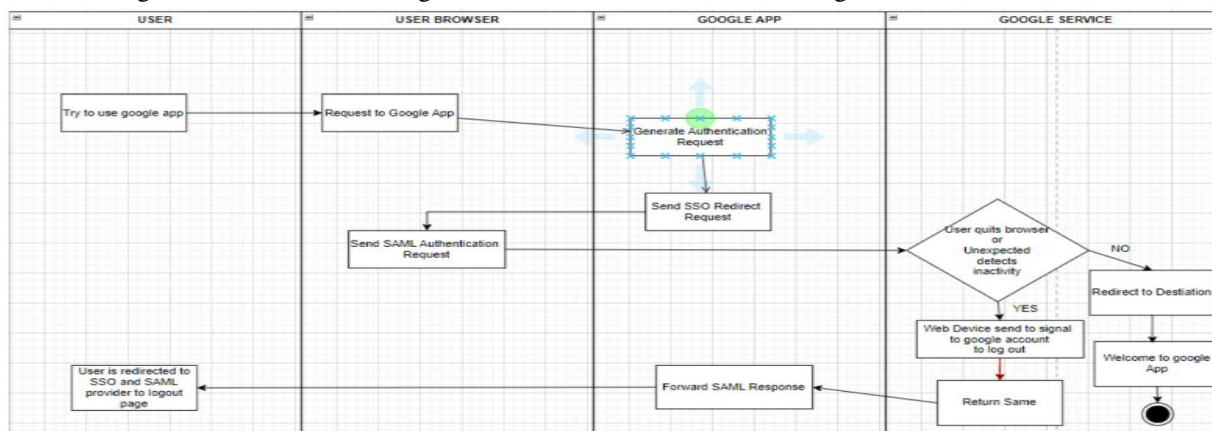 USER
USER BROWSER
GOOGLE APP
GOOGLE SERVICE
Try to use google app
Request to Google App
Generate Authentication
Request
Send SSO Redirect
Request
Send SAML Authentication
Request
User quits browser
or
Unexpected
detects
inactivity
NO
Redirect to Destiation
YES
Web Device send to signal
to google account
to log out
Welcome to google
App
User is redirected to
SSO and SAML
provider to logout
page
Forward SAML Response
Return Same